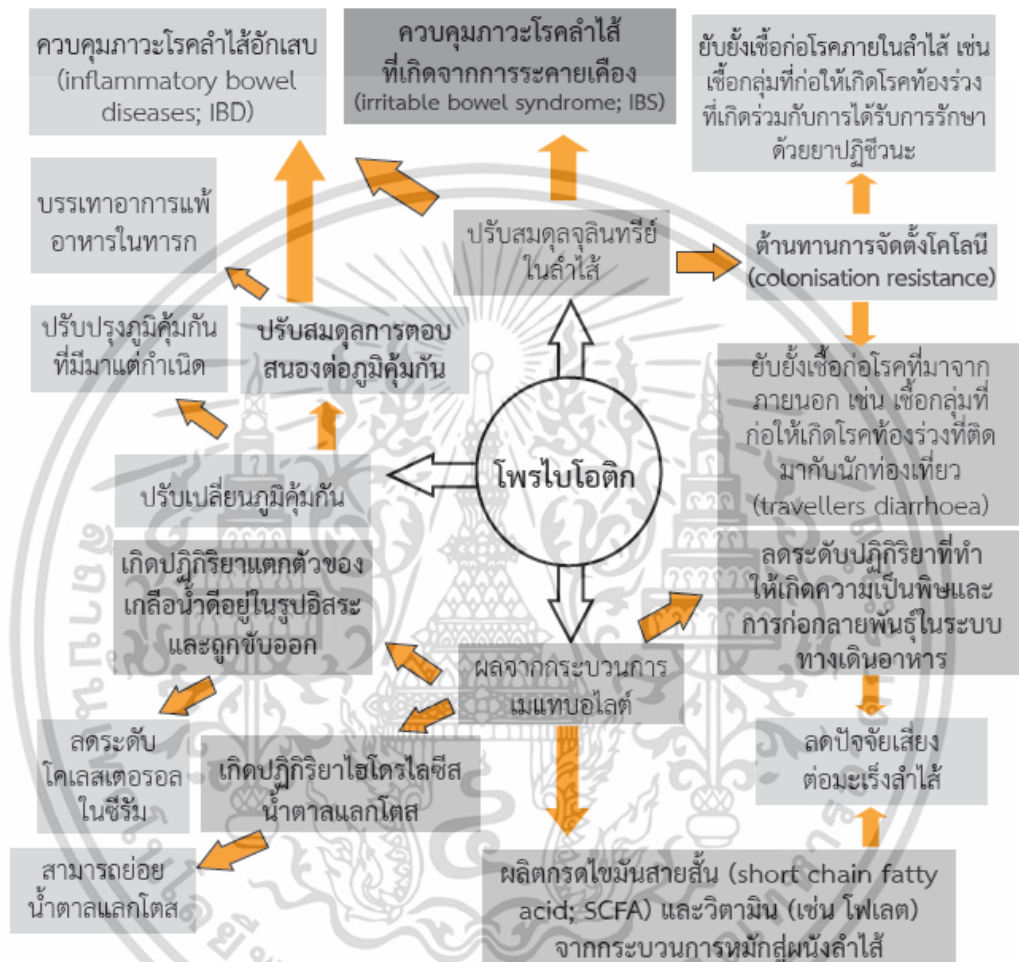 ควบคุมภาวะโรคลำไส้อักเสบ
(inflammatory bowel
diseases; IBD)
ควบคุมภาวะโรคลำไส้
ที่เกิดจากการระคายเคือง
(irritable bowel syndrome; IBS)
ยับยั้งเชื้อก่อโรคภายในลำไส้ เช่น
เชื้อกลุ่มที่ก่อให้เกิดโรคท้องร่วง
ที่เกิดร่วมกับการได้รับการรักษา
ด้วยยาปฏิชีวนะ
บรรเทาอาการแพ้
อาหารในทารก
ปรับสมดุลจุลินทรีย์
ในลำไส้
ต้านทานการจัดตั้งโคโลนี
(colonisation resistance)
ปรับปรุงภูมิคุ้มกัน
ที่มีมาแต่กำเนิด
ปรับสมดุลการตอบ
สนองต่อภูมิคุ้มกัน
ยับยั้งเชื้อก่อโรคที่มาจาก
ภายนอก เช่น เชื้อกลุ่มที่
ก่อให้เกิดโรคท้องร่วงที่ติด
มากับนักท่องเที่ยว
(travellers diarrhoea)
โพรไบโอติก
ปรับเปลี่ยนภูมิคุ้มกัน
เกิดปฏิกิริยาแตกตัวของ
เกลือน้ำดีอยู่ในรูปอิสระ
และถูกขับออก
ลดระดับปฏิกิริยาที่ทำ
ให้เกิดความเป็นพิษและ
การก่อกลายพันธุ์ในระบบ
ทางเดินอาหาร
ผลจากกระบวนการ
เมแทบอไลต์
ลดระดับ
โคเลสเตอรอล
ในซีรัม
เกิดปฏิกิริยาไฮโดรไลซีส
น้ำตาลแลกโตส
ลดปัจจัยเสี่ยง
ต่อมะเร็งลำไส้
สามารถย่อย
น้ำตาลแลกโตส
ผลิตกรดไขมันสายสั้น (short chain fatty
acid; SCFA) และวิตามิน (เช่น โฟเลต)
จากกระบวนการหมักสู่ผนังลำไส้